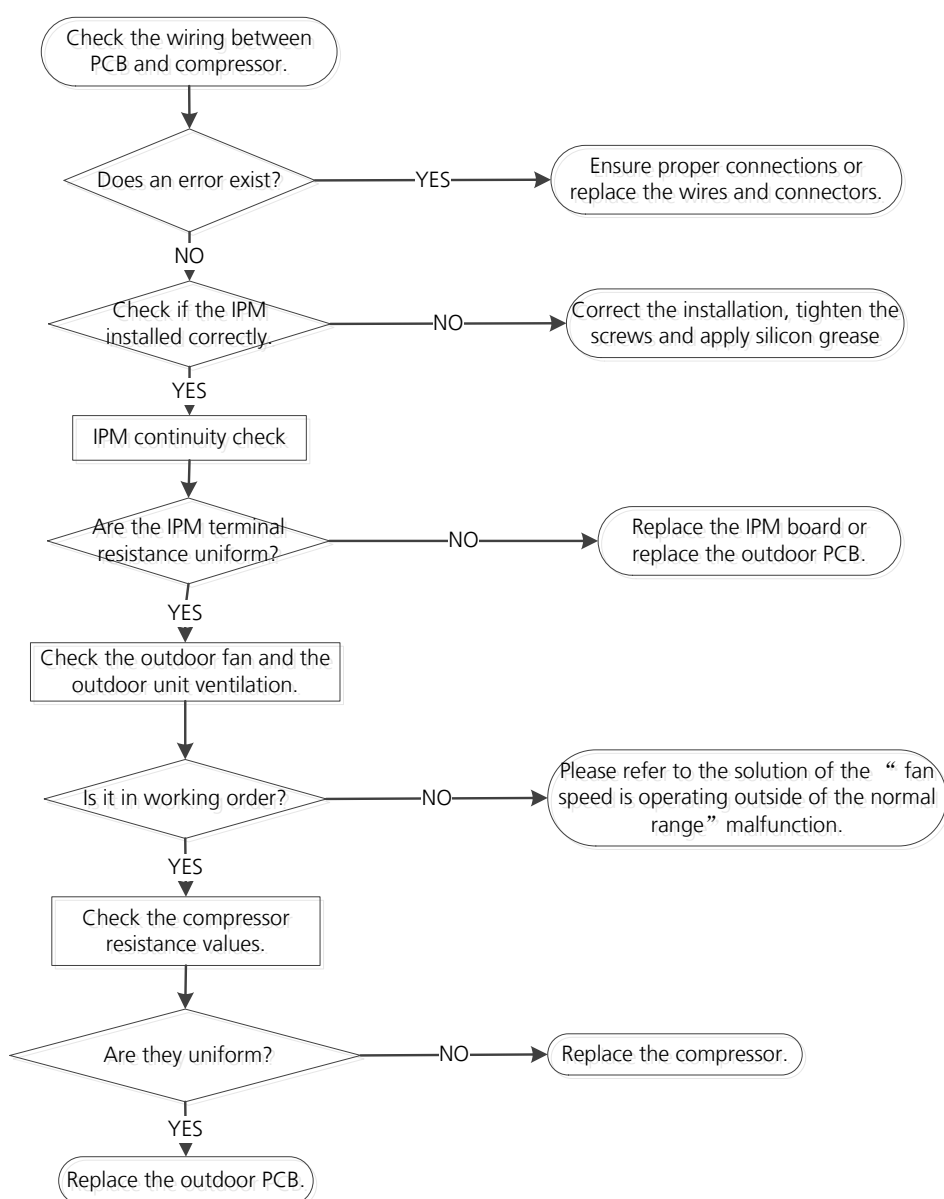 Check the wiring between
PCB and compressor.
Does an error exist?
YES
Ensure proper connections or
replace the wires and connectors.
NO
Check if the IPM
installed correctly.
NO
Correct the installation, tighten the
screws and apply silicon grease
YES
IPM continuity check
Are the IPM terminal
resistance uniform?
NO
Replace the IPM board or
replace the outdoor PCB.
YES
Check the outdoor fan and the
outdoor unit ventilation.
Is it in working order?
NO
Please refer to the solution of the “ fan
speed is operating outside of the normal
range” malfunction.
YES
Check the compressor
resistance values.
Are they uniform?
NO
Replace the compressor.
YES
Replace the outdoor PCB.